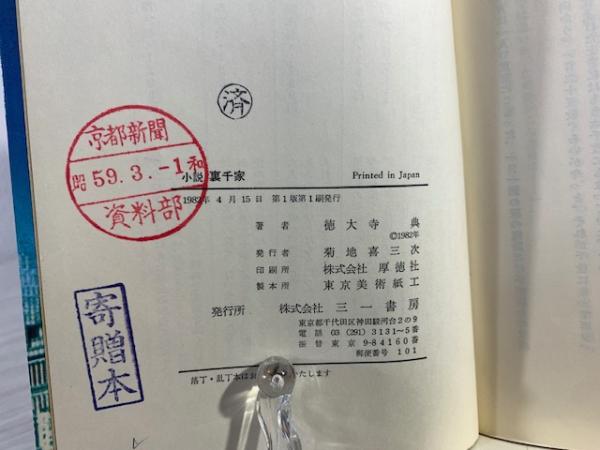 済
京都新聞
昭 59.3.-1 和
資料部
小説 裏千家 Printed in Japan
1982年4月15日 第1版第1刷発行
著者 徳大寺典
©1982年
発行者 菊地喜三次
印刷所 株式会社 厚徳社
製本所 東京美術紙工
発行所 株式会社 三一書房
東京都千代田区神田駿河台2の9
電話 03(291)3131〜5番
振替 東京 9-84160番
郵便番号 101
落丁・乱丁本はお いたします
寄贈本